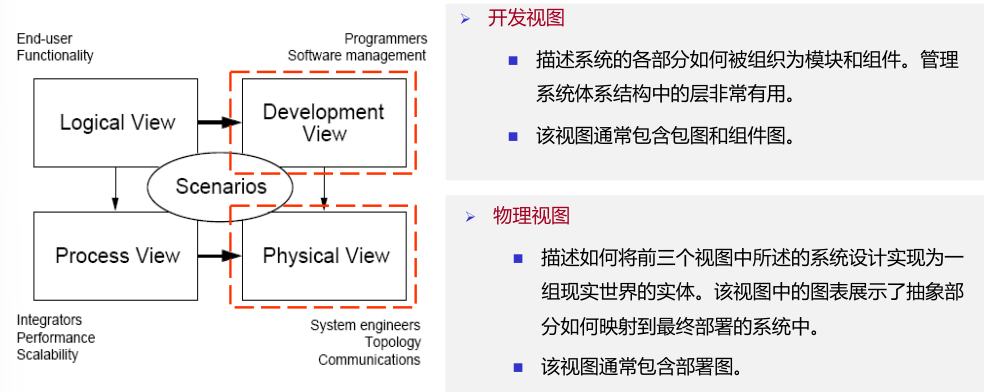 End-user
Functionality
Programmers
Software management
Logical View
Development
View
Scenarios
Process View
Physical View
Integrators
Performance
Scalability
System engineers
Topology
Communications
开发视图
描述系统的各部分如何被组织为模块和组件。管理
系统体系结构中的层非常有用。
该视图通常包含包图和组件图。
物理视图
描述如何将前三个视图中所述的系统设计实现为一
组现实世界的实体。该视图中的图表展示了抽象部
分如何映射到最终部署的系统中。
该视图通常包含部署图。